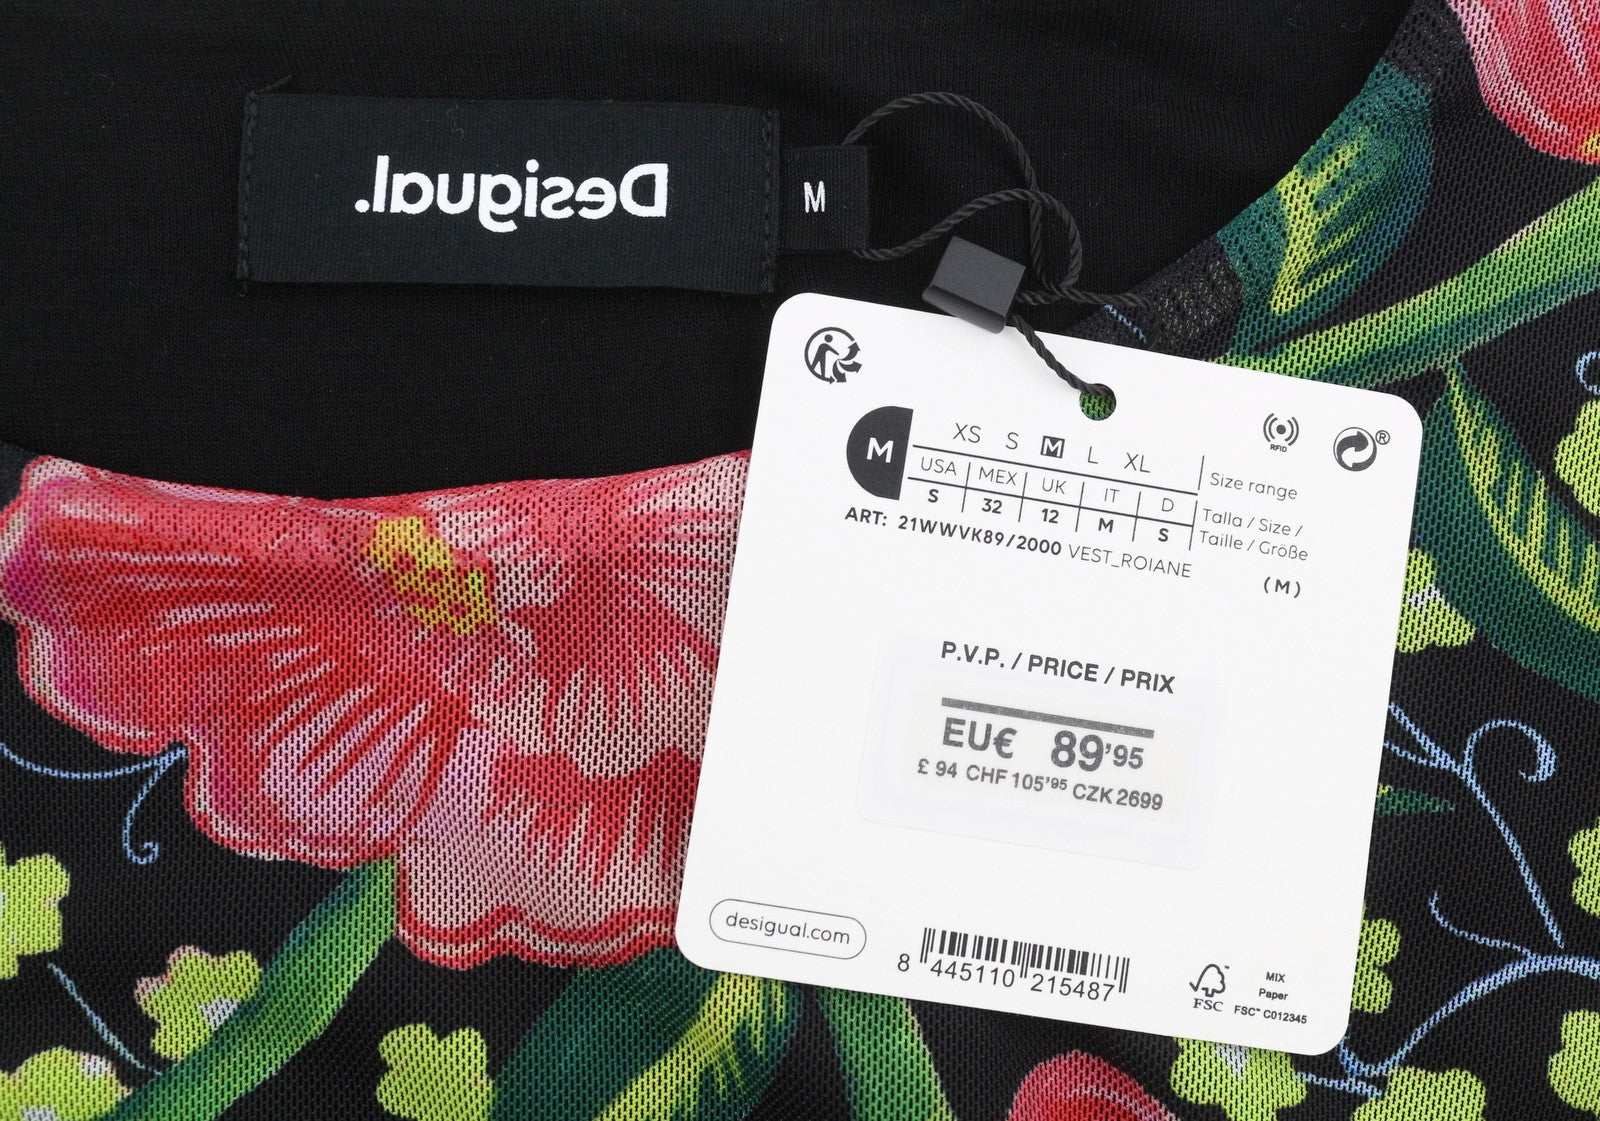 Desigual.
M
M
XS S M L XL
Size range
USA MEX UK IT D
S 32 12 M S
Talla / Size /
Taille / Größe
ART: 21WWVK89/2000 VEST_ROIANE
(M)
RFID
®
P.V.P. / PRICE / PRIX
EU€ 89'95
£ 94 CHF 105'95 CZK 2699
desigual.com
8 445110 215487
FSC
MIX
Paper
FSC™ C012345